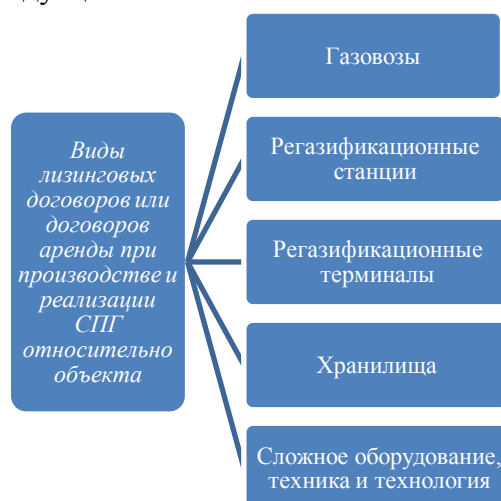 Виды
лизинговых
договоров или
договоров
аренды при
производстве и
реализации
СПГ
относительно
объекта
Газовозы
Регазификационные
станции
Регазификационные
терминалы
Хранилища
Сложное оборудование,
техника и технология